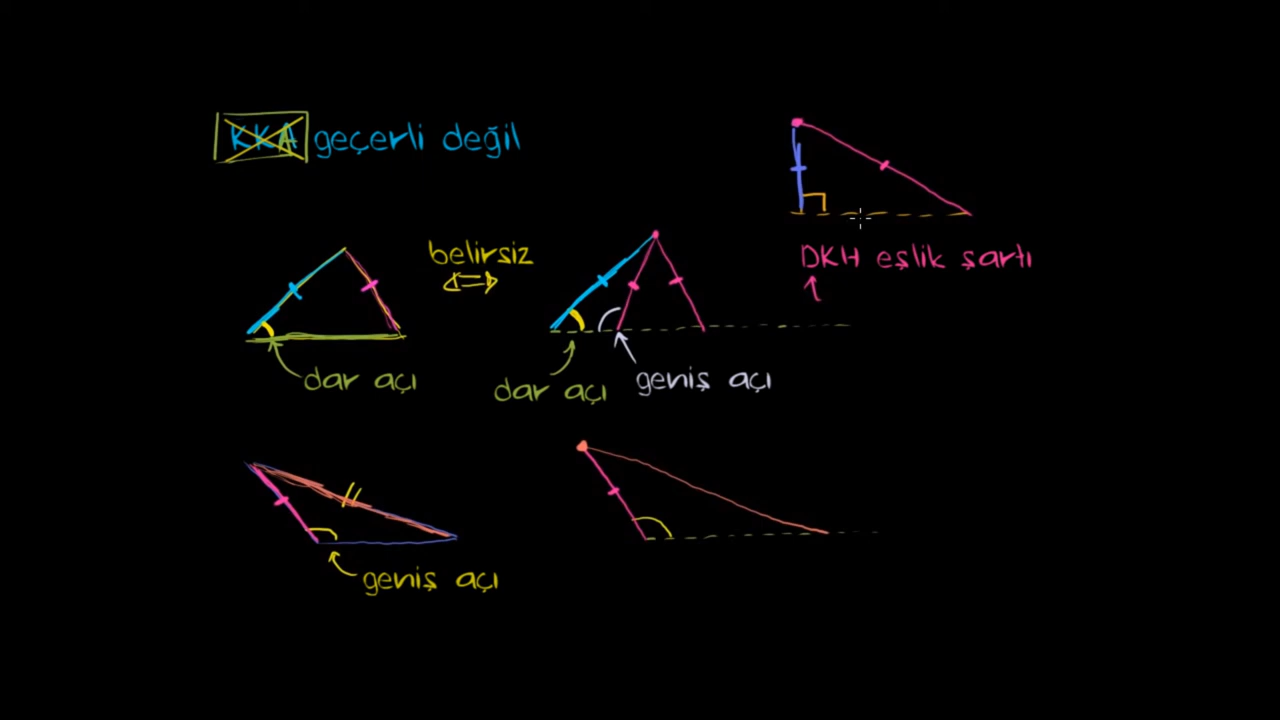 KKA geçerli değil
DKH eşlik şartı
belirsiz
dar açı
dar açı
geniş açı
geniş açı